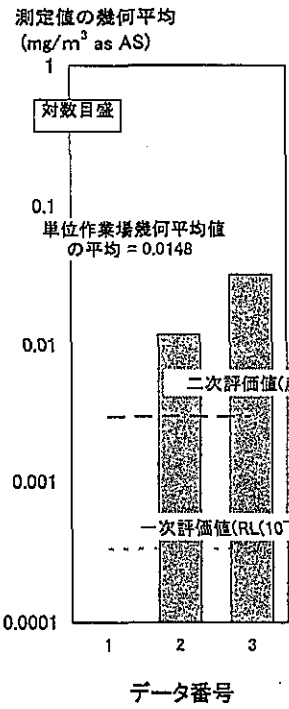 測定値の幾何平均
(mg/m³ as AS)
1
対数目盛
0.1
単位作業場幾何平均値
の平均 = 0.0148
0.01
二次評価値(
0.001
一次評価値(RL(10⁻
0.0001
1 2 3
データ番号